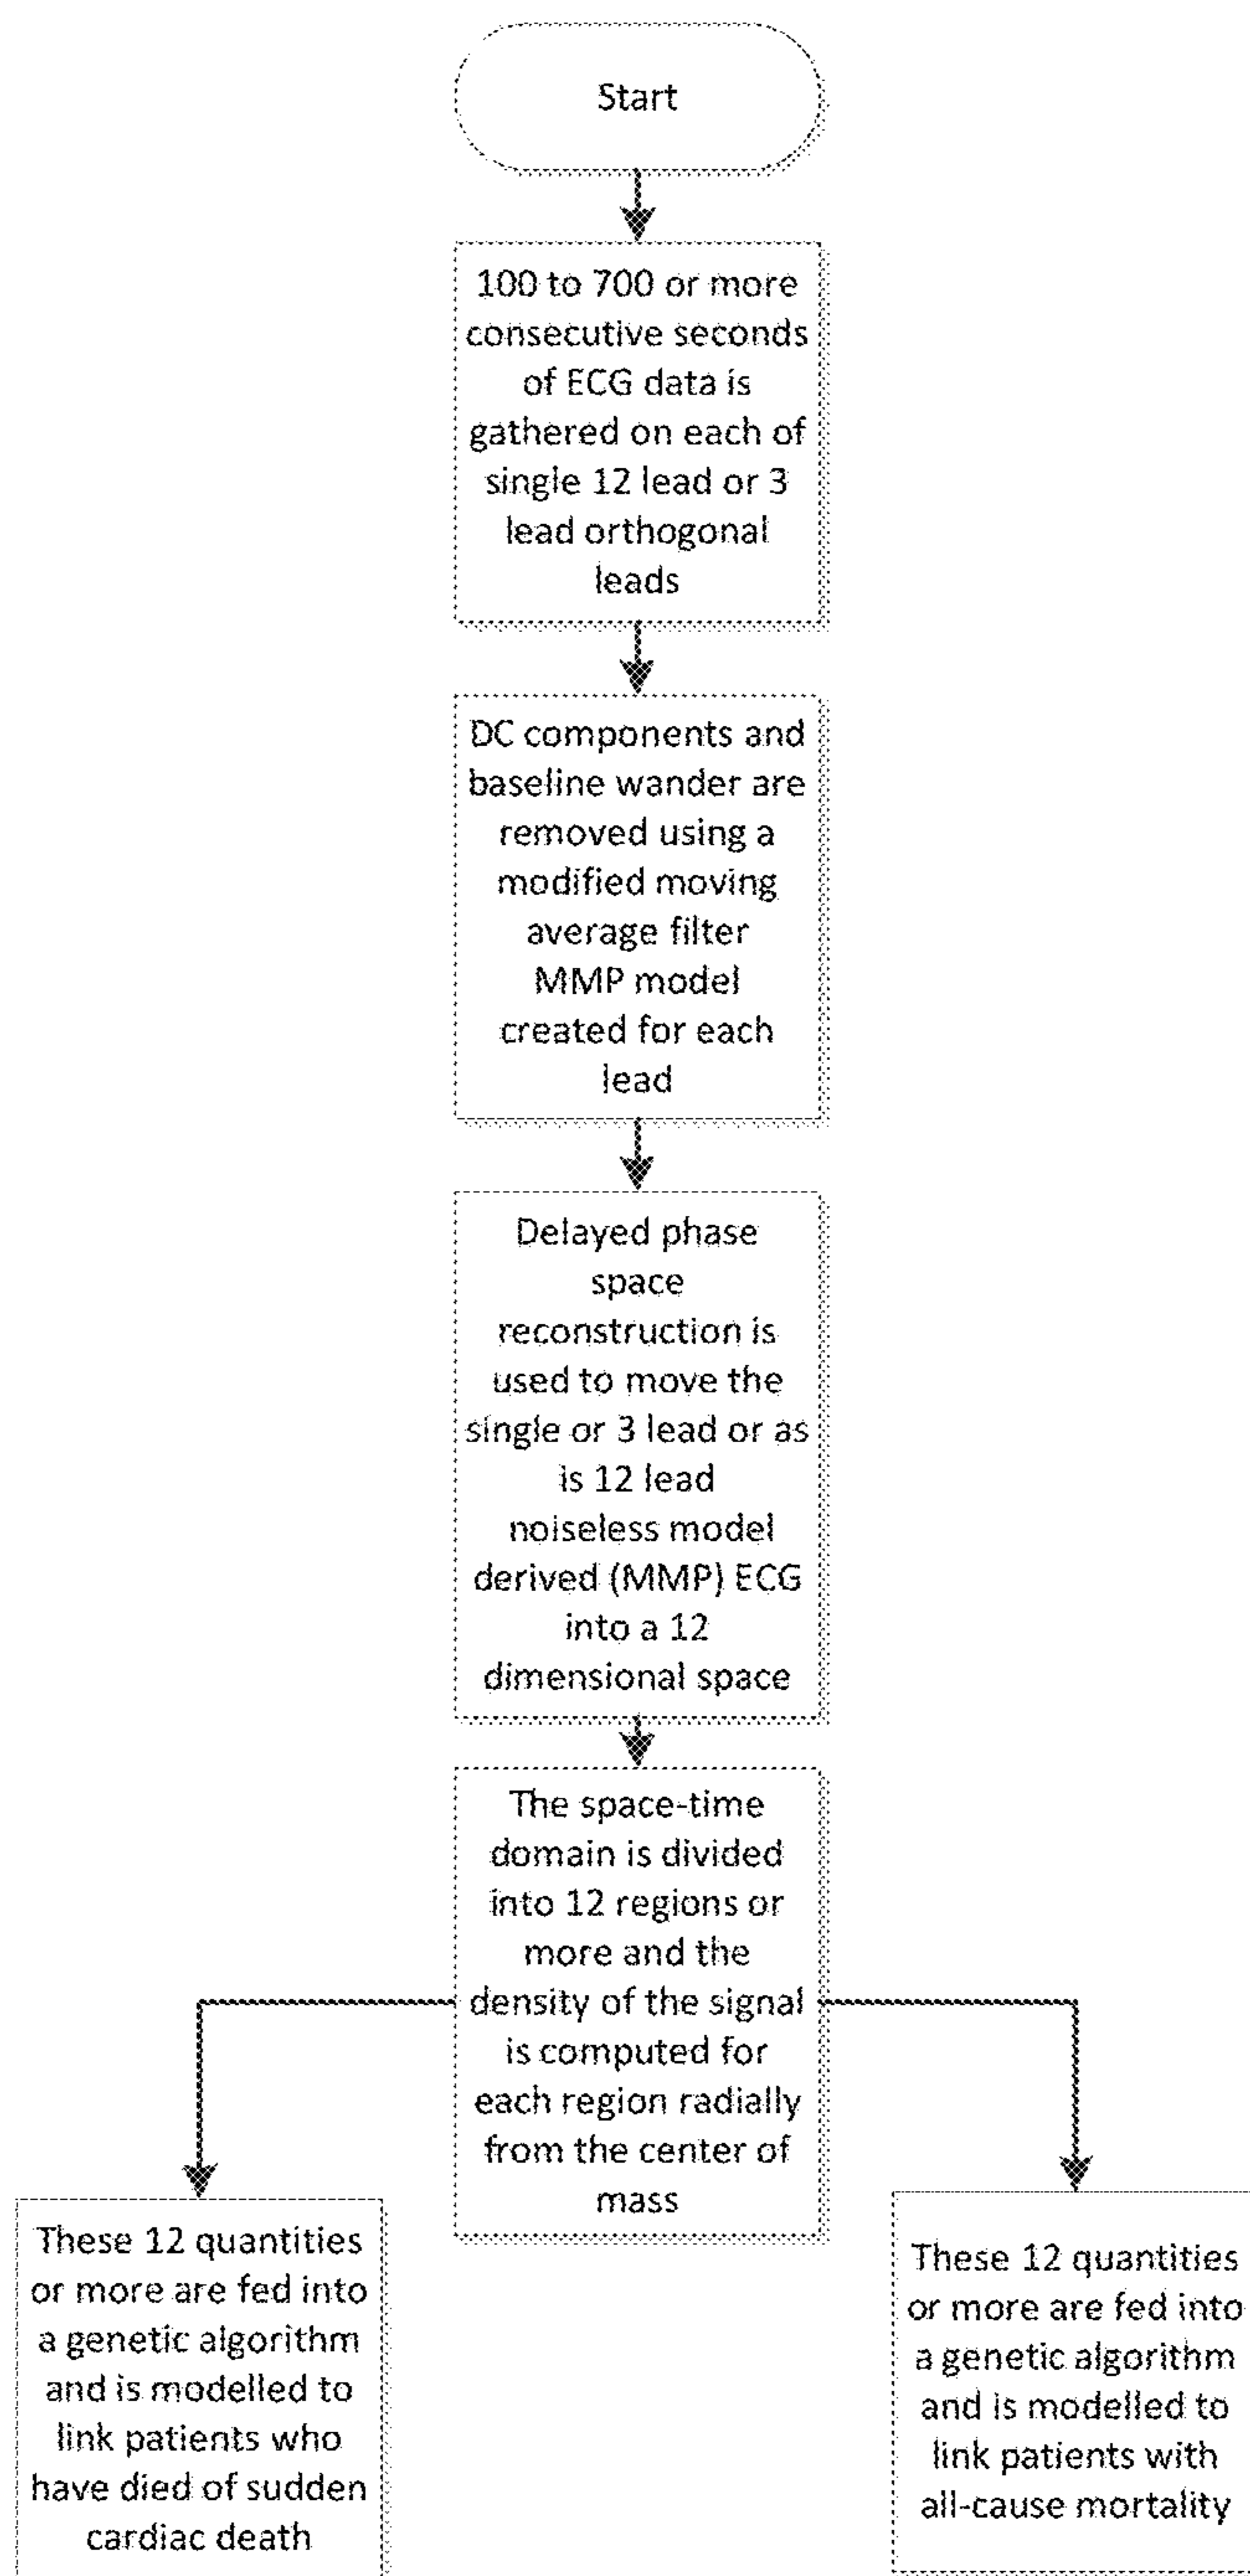 Start
100 to 700 or more
consecutive seconds
of ECG data is
gathered on each of
single 12 lead or 3
lead orthogonal
leads
DC components and
baseline wander are
removed using a
modified moving
average filter
MMP model
created for each
lead
Delayed phase
space
reconstruction is
used to move the
single or 3 lead or as
is 12 lead
noiseless model
derived (MMP) ECG
into a 12
dimensional space
The space-time
domain is divided
into 12 regions or
more and the
density of the signal
is computed for
each region radially
from the center of
mass
These 12 quantities
or more are fed into
a genetic algorithm
and is modelled to
link patients who
have died of sudden
cardiac death
These 12 quantities
or more are fed into
a genetic algorithm
and is modelled to
link patients with
all-cause mortality